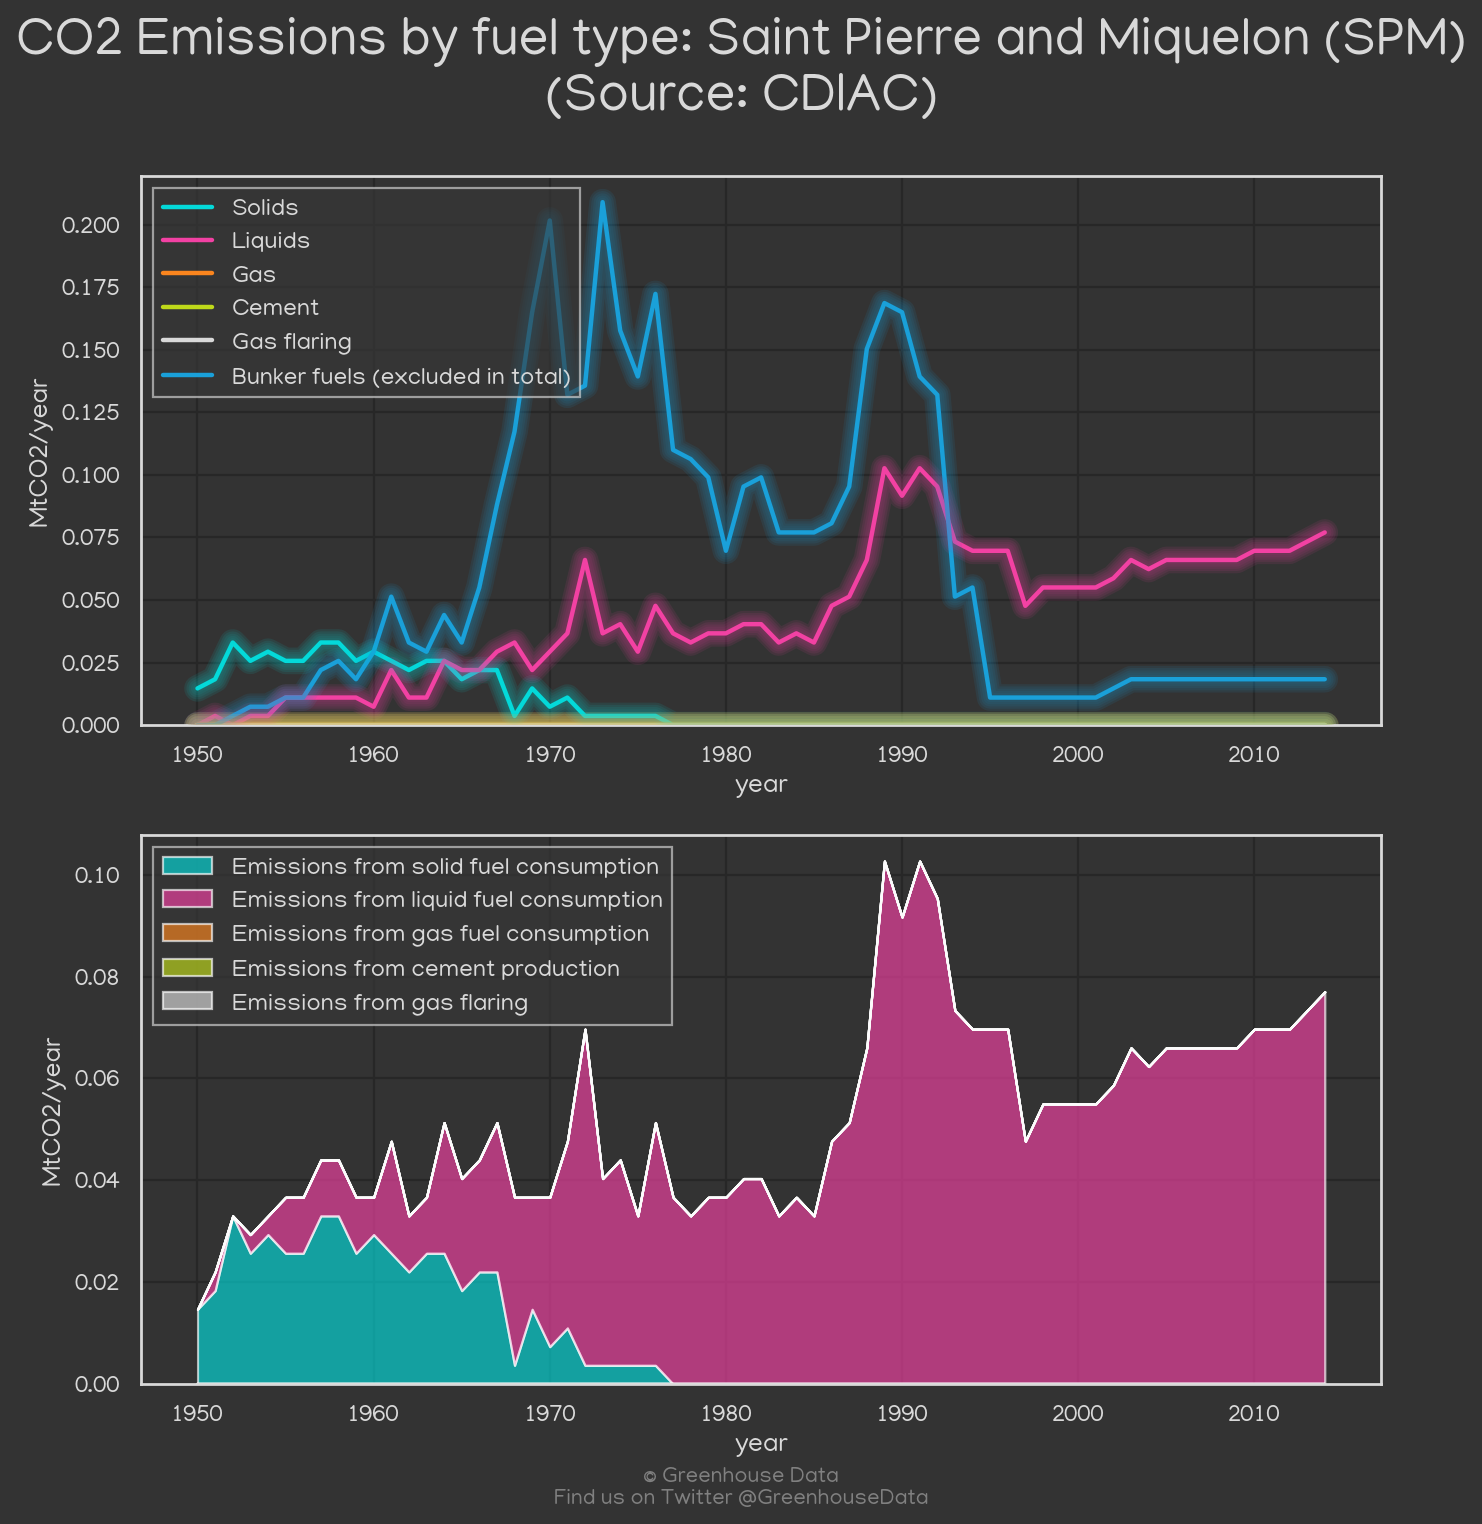 CO2 Emissions by fuel type: Saint Pierre and Miquelon (SPM)
(Source: CDIAC)
Solids
Liquids
Gas
Cement
Gas flaring
Bunker fuels (excluded in total)
0.200
0.175
0.150
0.125
0.100
0.075
0.050
0.025
0.000
MtCO2/year
1950 1960 1970 1980 1990 2000 2010
year
Emissions from solid fuel consumption
Emissions from liquid fuel consumption
Emissions from gas fuel consumption
Emissions from cement production
Emissions from gas flaring
0.10
0.08
0.06
0.04
0.02
0.00
MtCO2/year
1950 1960 1970 1980 1990 2000 2010
year
© Greenhouse Data
Find us on Twitter @GreenhouseData